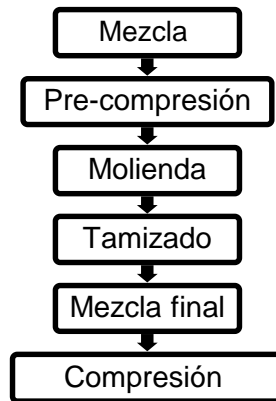 Mezcla
Pre-compresión
Molienda
Tamizado
Mezcla final
Compresión